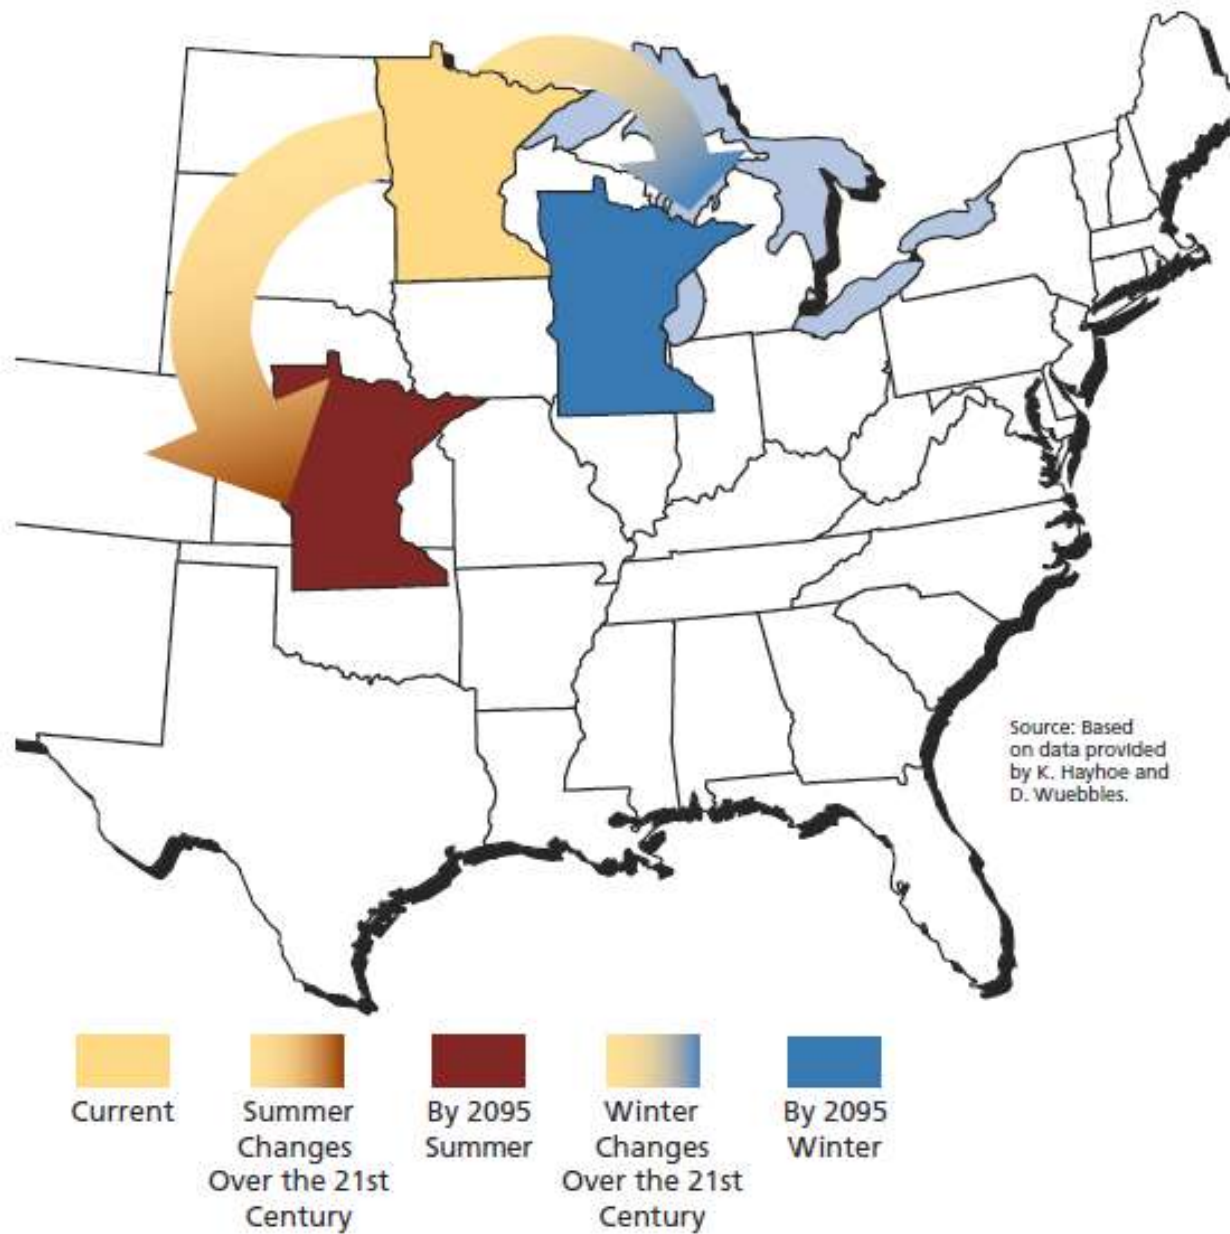 Source: Based
on data provided
by K. Hayhoe and
D. Wuebbles.
Current
Summer
Changes
Over the 21st
Century
By 2095
Summer
Winter
Changes
Over the 21st
Century
By 2095
Winter